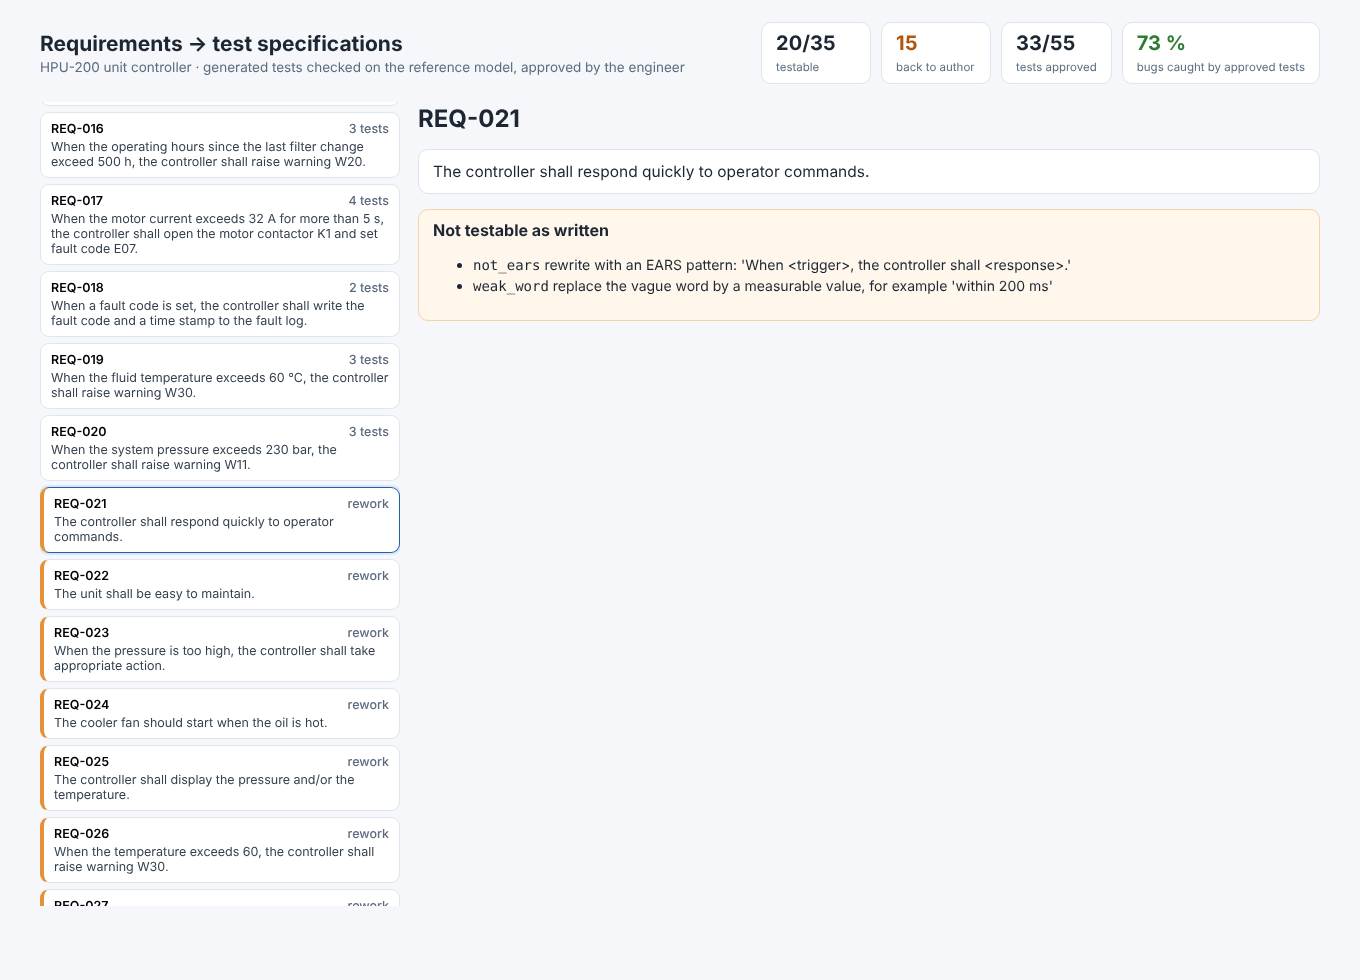 Requirements → test specifications
HPU-200 unit controller · generated tests checked on the reference model, approved by the engineer
20/35
testable
15
back to author
33/55
tests approved
73 %
bugs caught by approved tests
REQ-016
3 tests
When the operating hours since the last filter change
exceed 500 h, the controller shall raise warning W20.
REQ-017
4 tests
When the motor current exceeds 32 A for more than 5 s,
the controller shall open the motor contactor K1 and set
fault code E07.
REQ-018
2 tests
When a fault code is set, the controller shall write the
fault code and a time stamp to the fault log.
REQ-019
3 tests
When the fluid temperature exceeds 60 °C, the controller
shall raise warning W30.
REQ-020
3 tests
When the system pressure exceeds 230 bar, the
controller shall raise warning W11.
REQ-021
rework
The controller shall respond quickly to operator
commands.
REQ-022
rework
The unit shall be easy to maintain.
REQ-023
rework
When the pressure is too high, the controller shall take
appropriate action.
REQ-024
rework
The cooler fan should start when the oil is hot.
REQ-025
rework
The controller shall display the pressure and/or the
temperature.
REQ-026
rework
When the temperature exceeds 60, the controller shall
raise warning W30.
REQ-027
rework
REQ-021
The controller shall respond quickly to operator commands.
Not testable as written
• not_ears rewrite with an EARS pattern: 'When <trigger>, the controller shall <response>.'
• weak_word replace the vague word by a measurable value, for example 'within 200 ms'